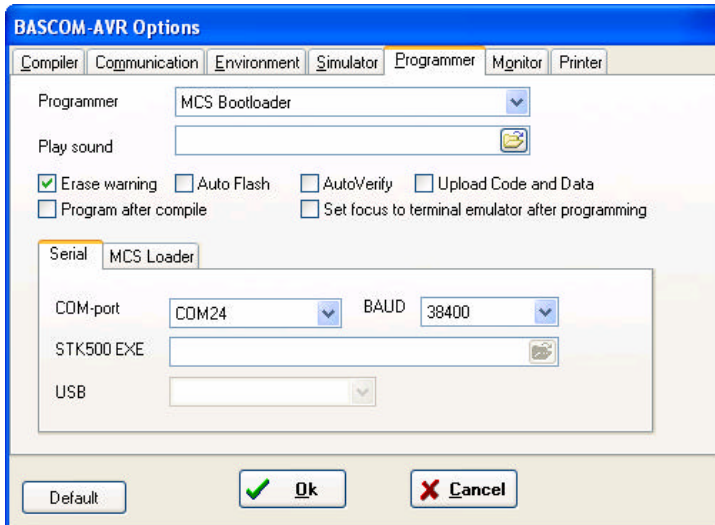 BASCOM-AVR Options
Compiler Communication Environment Simulator Programmer Monitor Printer
Programmer MCS Bootloader
Play sound
Erase warning Auto Flash AutoVerify Upload Code and Data
Program after compile Set focus to terminal emulator after programming
Serial MCS Loader
COM-port COM24 BAUD 38400
STK500 EXE
USB
Default Ok Cancel